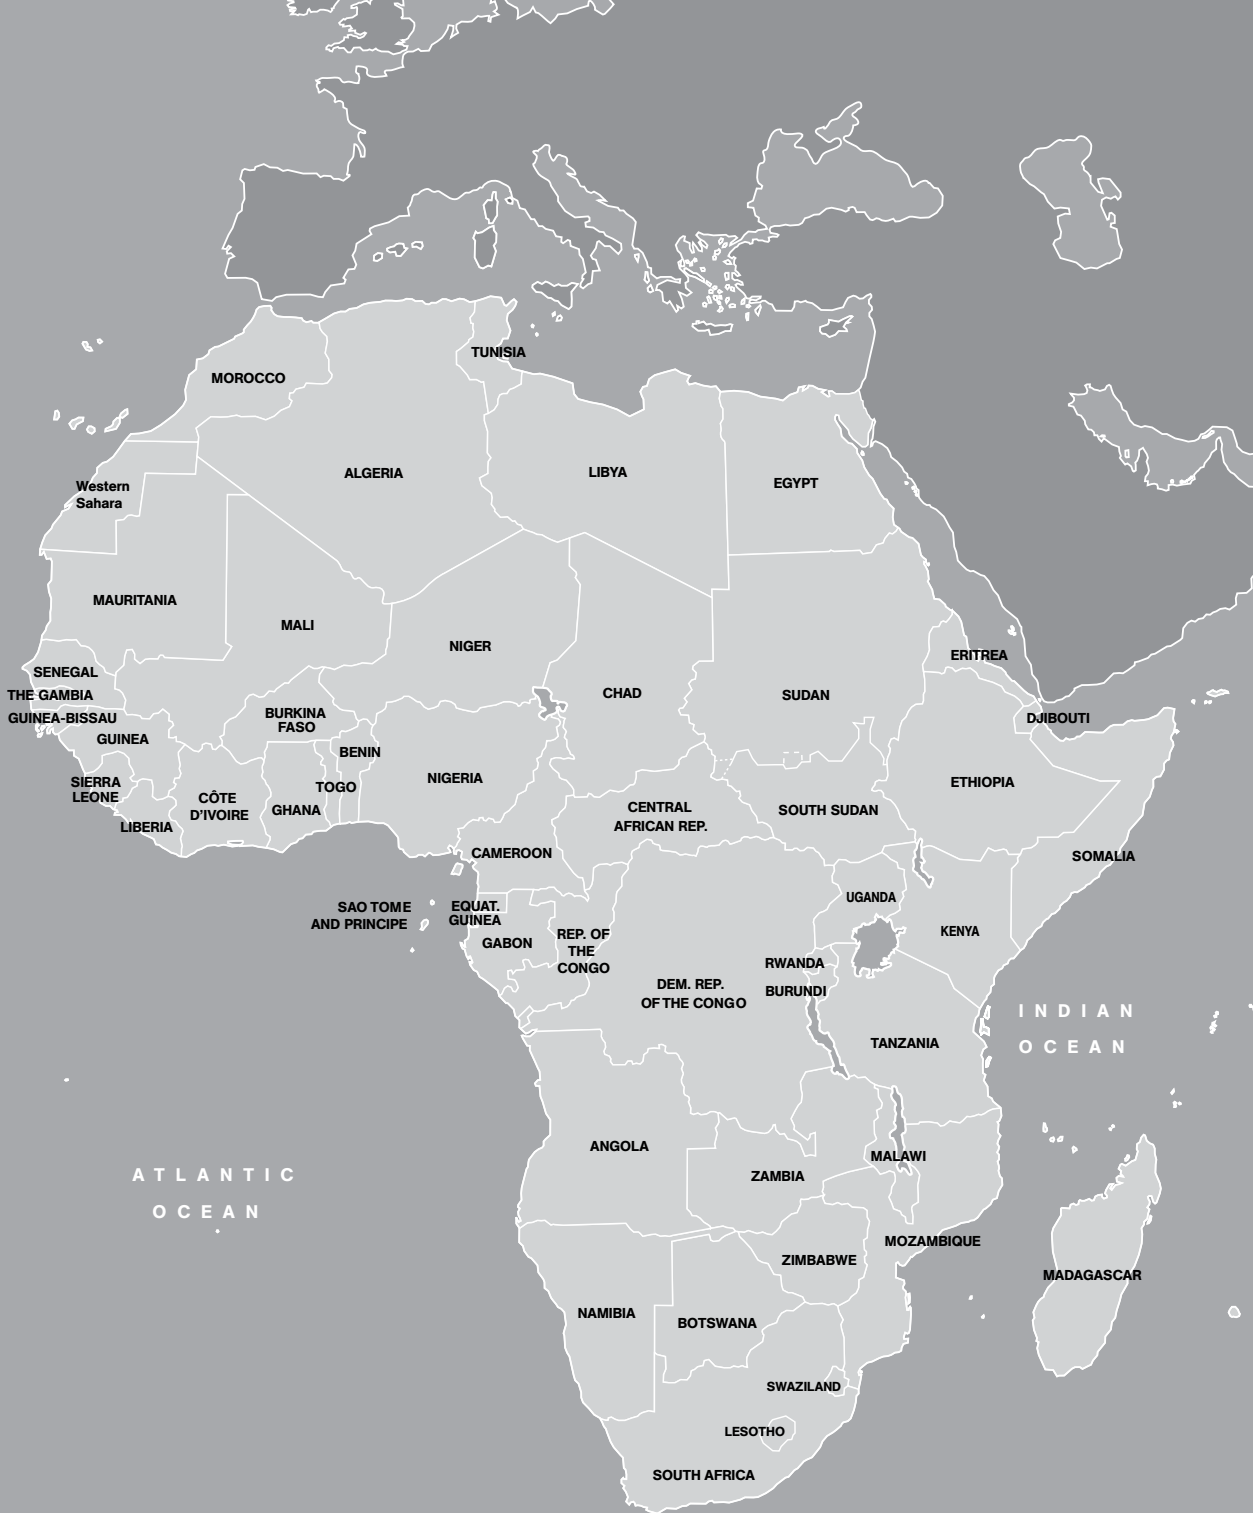 TUNISIA
MOROCCO
ALGERIA
LIBYA
EGYPT
Western
Sahara
MAURITANIA
MALI
NIGER
CHAD
SUDAN
ERITREA
SENEGAL
THE GAMBIA
GUINEA-BISSAU
GUINEA
BURKINA
FASO
DJIBOUTI
BENIN
NIGERIA
ETHIOPIA
SIERRA
LEONE
TOGO
CÔTE
D'IVOIRE
GHANA
LIBERIA
CENTRAL
AFRICAN REP.
SOUTH SUDAN
CAMEROON
SOMALIA
UGANDA
KENYA
SAO TOME
AND PRINCIPE
EQUAT.
GUINEA
GABON
REP. OF
THE
CONGO
RWANDA
BURUNDI
DEM. REP.
OF THE CONGO
INDIAN
OCEAN
TANZANIA
ANGOLA
MALAWI
ZAMBIA
ATLANTIC
OCEAN
MOZAMBIQUE
ZIMBABWE
MADAGASCAR
NAMIBIA
BOTSWANA
SWAZILAND
LESOTHO
SOUTH AFRICA